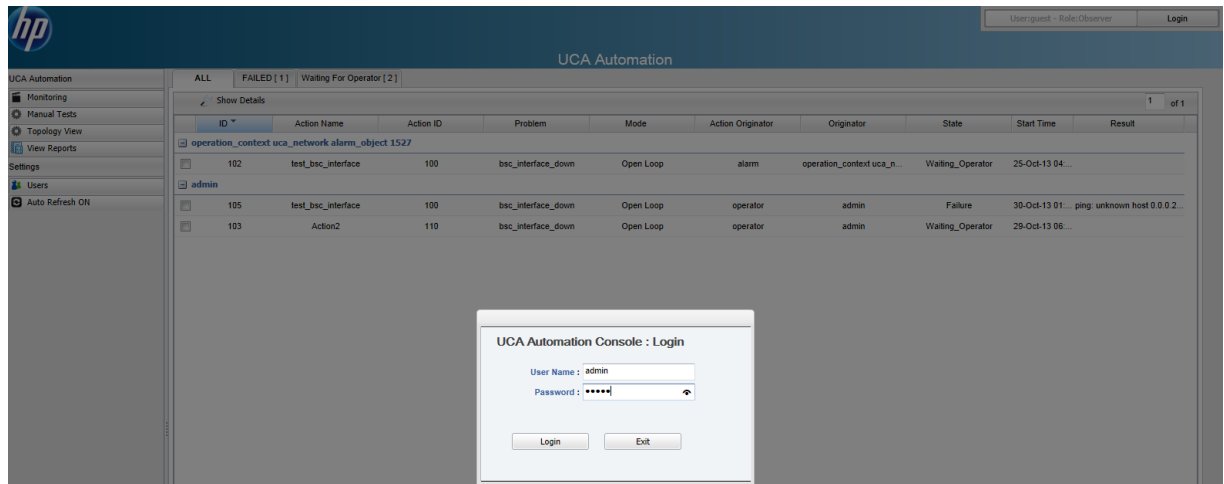 hp
User:guest - Role:Observer Login
UCA Automation
UCA Automation
Monitoring
Manual Tests
Topology View
View Reports
Settings
Users
Auto Refresh ON
ALL FAILED [ 1 ] Waiting For Operator [ 2 ]
Show Details 1 of 1
ID Action Name Action ID Problem Mode Action Originator Originator State Start Time Result
operation_context uca_network alarm_object 1527
102 test_bsc_interface 100 bsc_interface_down Open Loop alarm operation_context uca_n... Waiting_Operator 25-Oct-13 04:...
admin
105 test_bsc_interface 100 bsc_interface_down Open Loop operator admin Failure 30-Oct-13 01:... ping: unknown host 0.0.0.2...
103 Action2 110 bsc_interface_down Open Loop operator admin Waiting_Operator 29-Oct-13 06:...
UCA Automation Console : Login
User Name : admin
Password : •••••
Login Exit